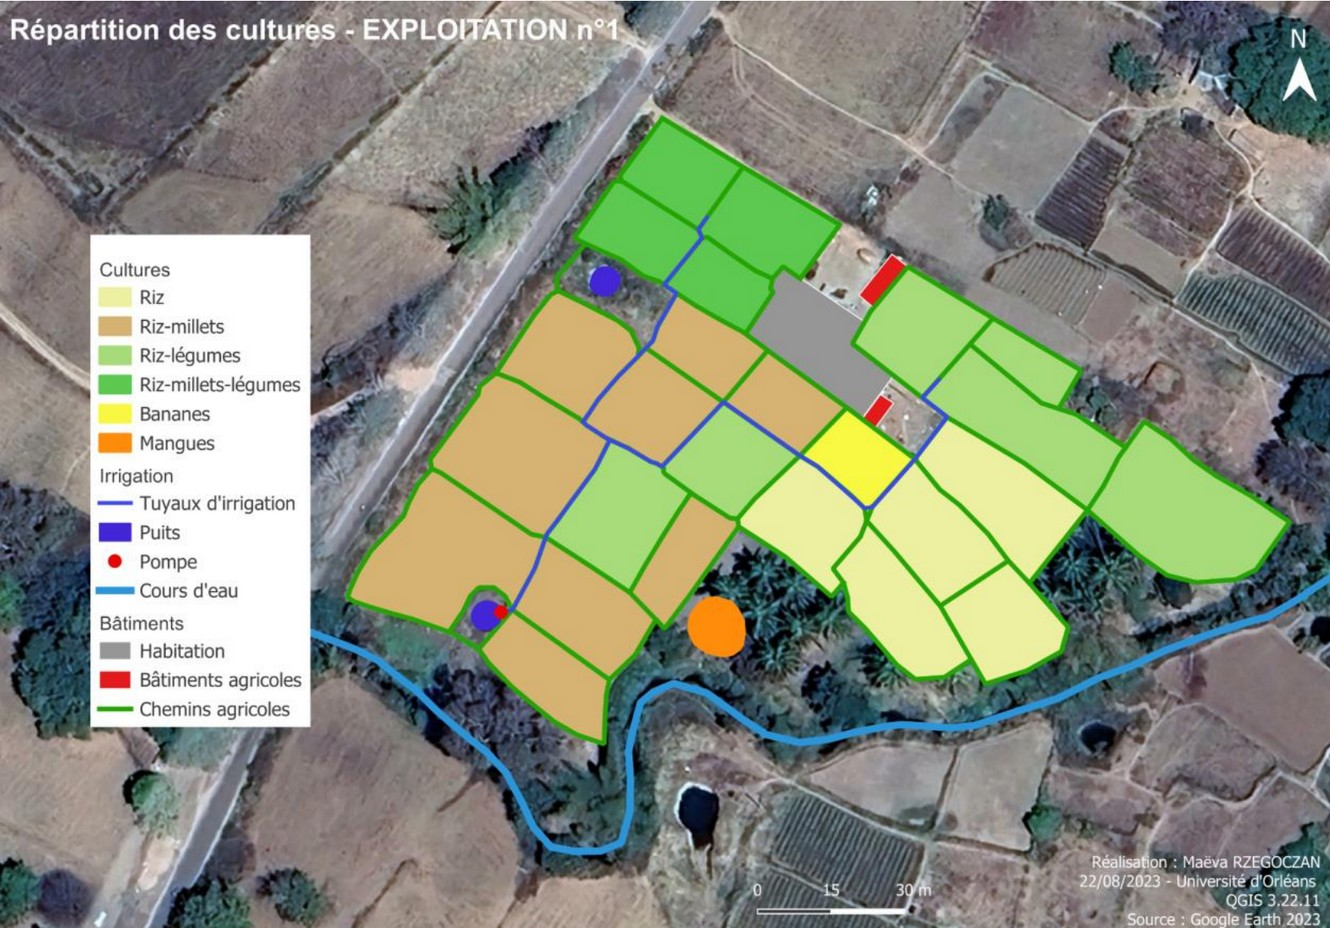 Répartition des cultures - EXPLOITATION n°1
N
Cultures
Riz
Riz-millets
Riz-légumes
Riz-millets-légumes
Bananes
Mangues
Irrigation
Tuyaux d'irrigation
Puits
Pompe
Cours d'eau
Bâtiments
Habitation
Bâtiments agricoles
Chemins agricoles
0 15 30 m
Réalisation : Maëva RZEGOCZAN
22/08/2023 - Université d'Orléans
QGIS 3.22.11
Source : Google Earth 2023